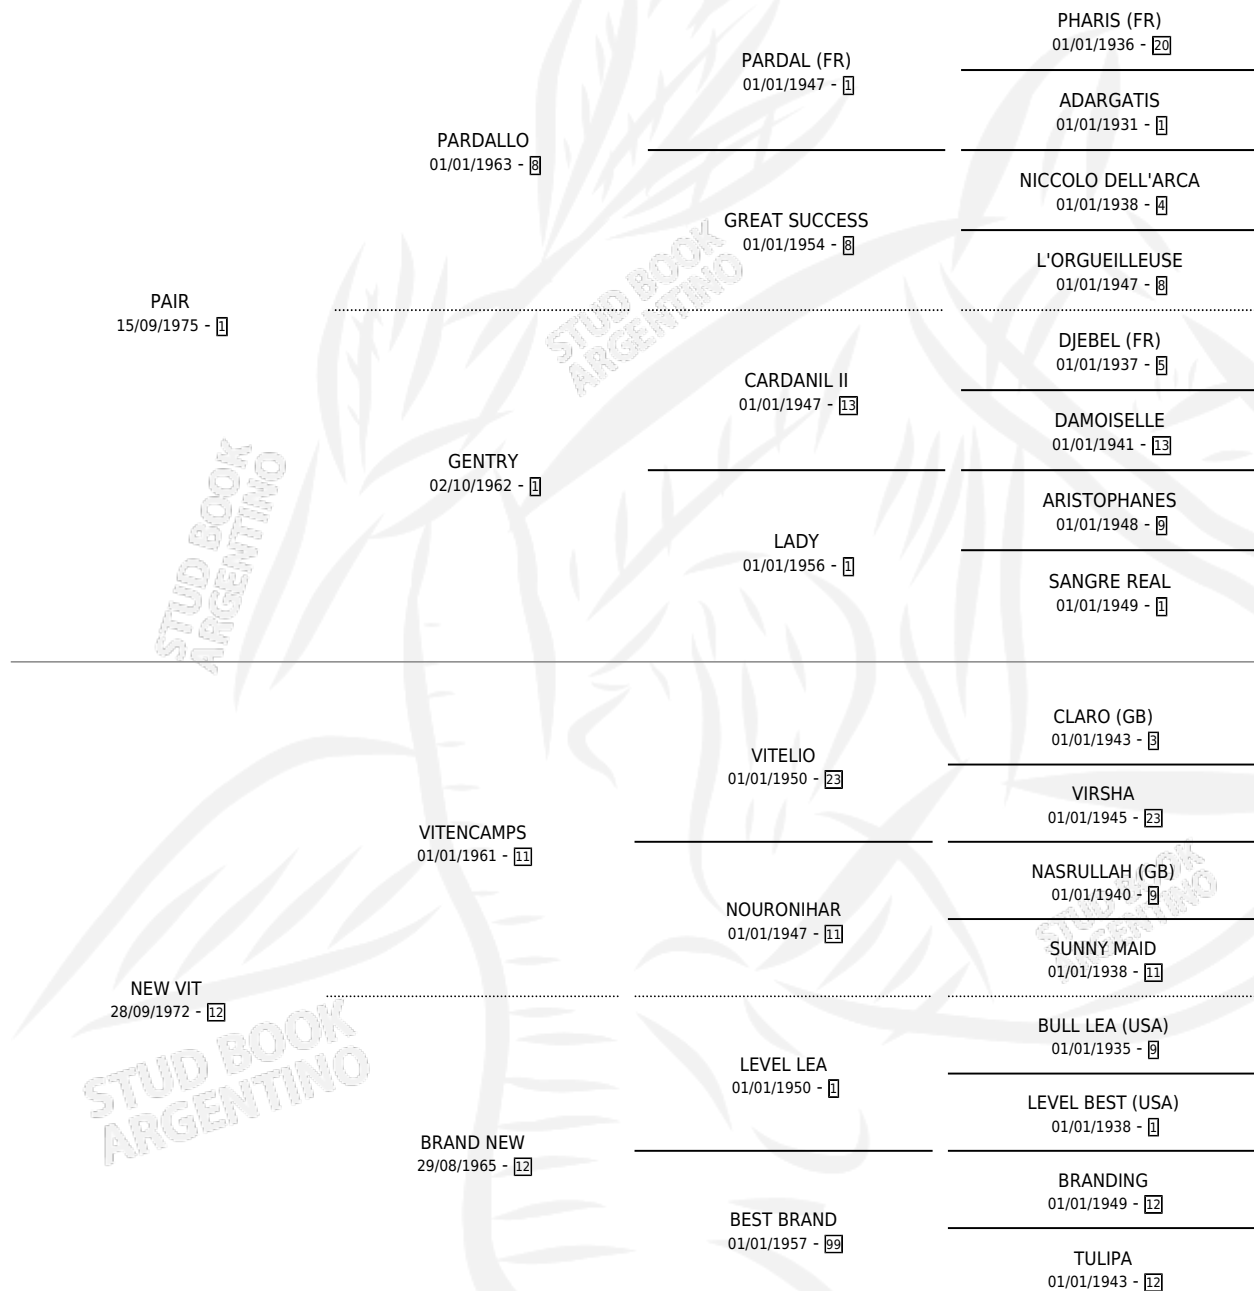 PHARIS (FR)
01/01/1936 - 20
PARDAL (FR)
01/01/1947 - 1
ADARGATIS
01/01/1931 - 1
PARDALLO
01/01/1963 - 8
NICCOLO DELL'ARCA
01/01/1938 - 4
GREAT SUCCESS
01/01/1954 - 8
L'ORGUEILLEUSE
01/01/1947 - 8
PAIR
15/09/1975 - 1
STUD BOOK
ARGENTINO
DJEBEL (FR)
01/01/1937 - 5
CARDANIL II
01/01/1947 - 13
DAMOISELLE
01/01/1941 - 13
GENTRY
02/10/1962 - 1
ARISTOPHANES
01/01/1948 - 9
LADY
01/01/1956 - 1
SANGRE REAL
01/01/1949 - 1
STUD BOOK
ARGENTINO
CLARO (GB)
01/01/1943 - 3
VITELIO
01/01/1950 - 23
VIRSHA
01/01/1945 - 23
VITENCAMPS
01/01/1961 - 11
NASRULLAH (GB)
01/01/1940 - 9
NOURONIHAR
01/01/1947 - 11
SUNNY MAID
01/01/1938 - 11
STUD BOOK
ARGENTINO
NEW VIT
28/09/1972 - 12
BULL LEA (USA)
01/01/1935 - 9
LEVEL LEA
01/01/1950 - 1
LEVEL BEST (USA)
01/01/1938 - 1
STUD BOOK
ARGENTINO
BRAND NEW
29/08/1965 - 12
BRANDING
01/01/1949 - 12
BEST BRAND
01/01/1957 - 99
TULIPA
01/01/1943 - 12